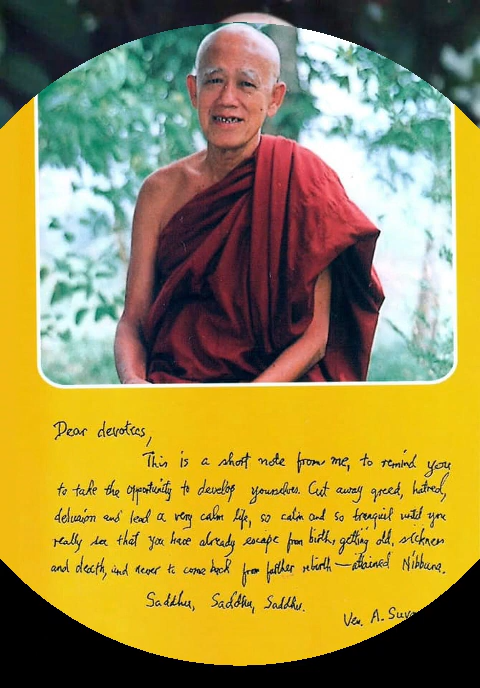 Dear devotees,
This is a short note from me, to remind you
to take the opportunity to develop yourselves. Cut away greed, hatred,
delusion and lead a very calm life, so calm and so tranquil until you
really see that you have already escape from birth, getting old, sickness
and death, and never to come back from farther rebirth — attained Nibbuna.
Saddhu, Saddhu, Saddhu.
Ven. A. Suva